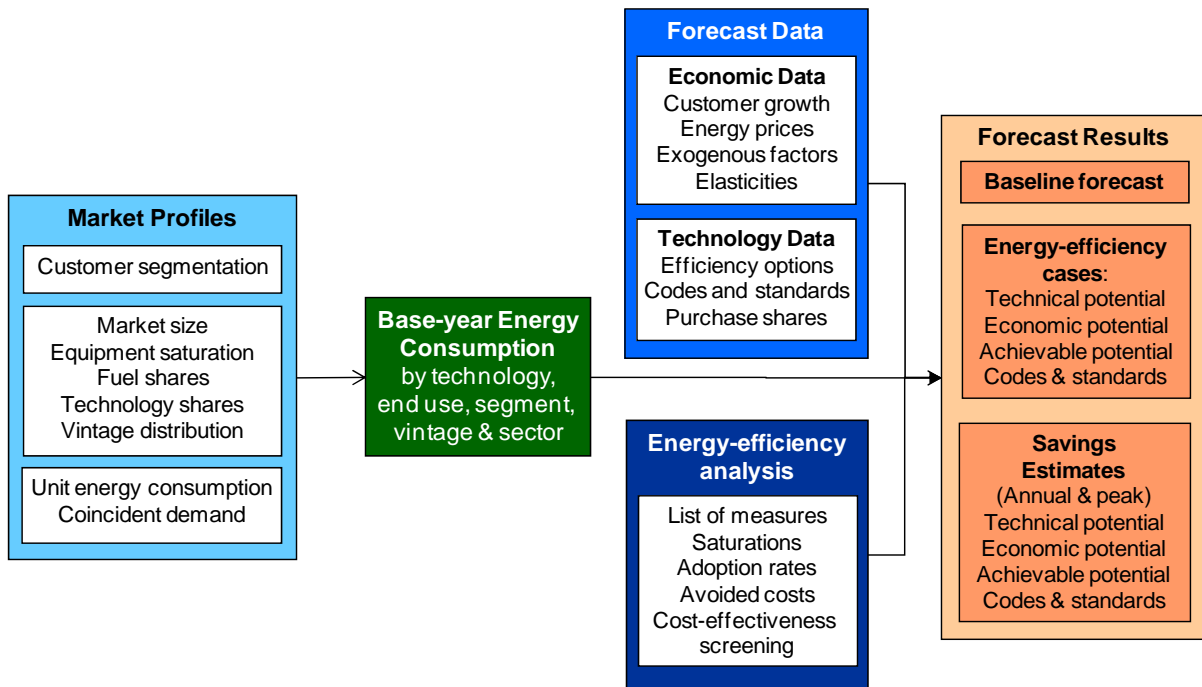 Market Profiles
Customer segmentation
Market size
Equipment saturation
Fuel shares
Technology shares
Vintage distribution
Unit energy consumption
Coincident demand
Base-year Energy
Consumption
by technology,
end use, segment,
vintage & sector
Forecast Data
Economic Data
Customer growth
Energy prices
Exogenous factors
Elasticities
Technology Data
Efficiency options
Codes and standards
Purchase shares
Energy-efficiency
analysis
List of measures
Saturations
Adoption rates
Avoided costs
Cost-effectiveness
screening
Forecast Results
Baseline forecast
Energy-efficiency
cases:
Technical potential
Economic potential
Achievable potential
Codes & standards
Savings
Estimates
(Annual & peak)
Technical potential
Economic potential
Achievable potential
Codes & standards